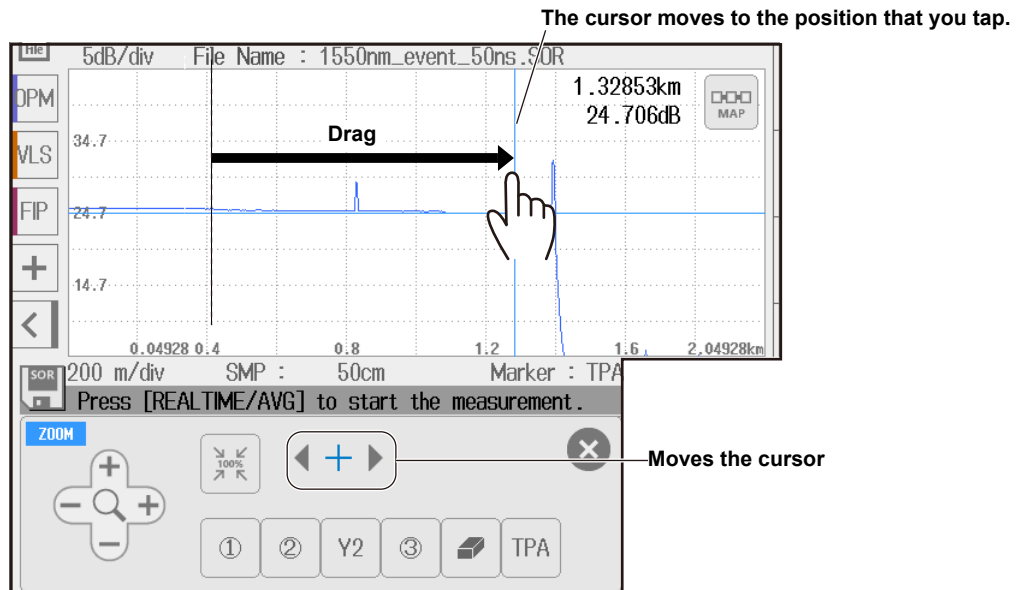 The cursor moves to the position that you tap.
File
5dB/div File Name : 1550nm_event_50ns.SOR
1.32853km
24.706dB
MAP
OPM
34.7
Drag
VLS
FIP
24.7
14.7
0.04928 0.4 0.8 1.2 1.6 2.04928km
SOR
200 m/div SMP : 50cm Marker : TPA
Press [REALTIME/AVG] to start the measurement.
ZOOM
100%
Moves the cursor
① ② Y2 ③ TPA